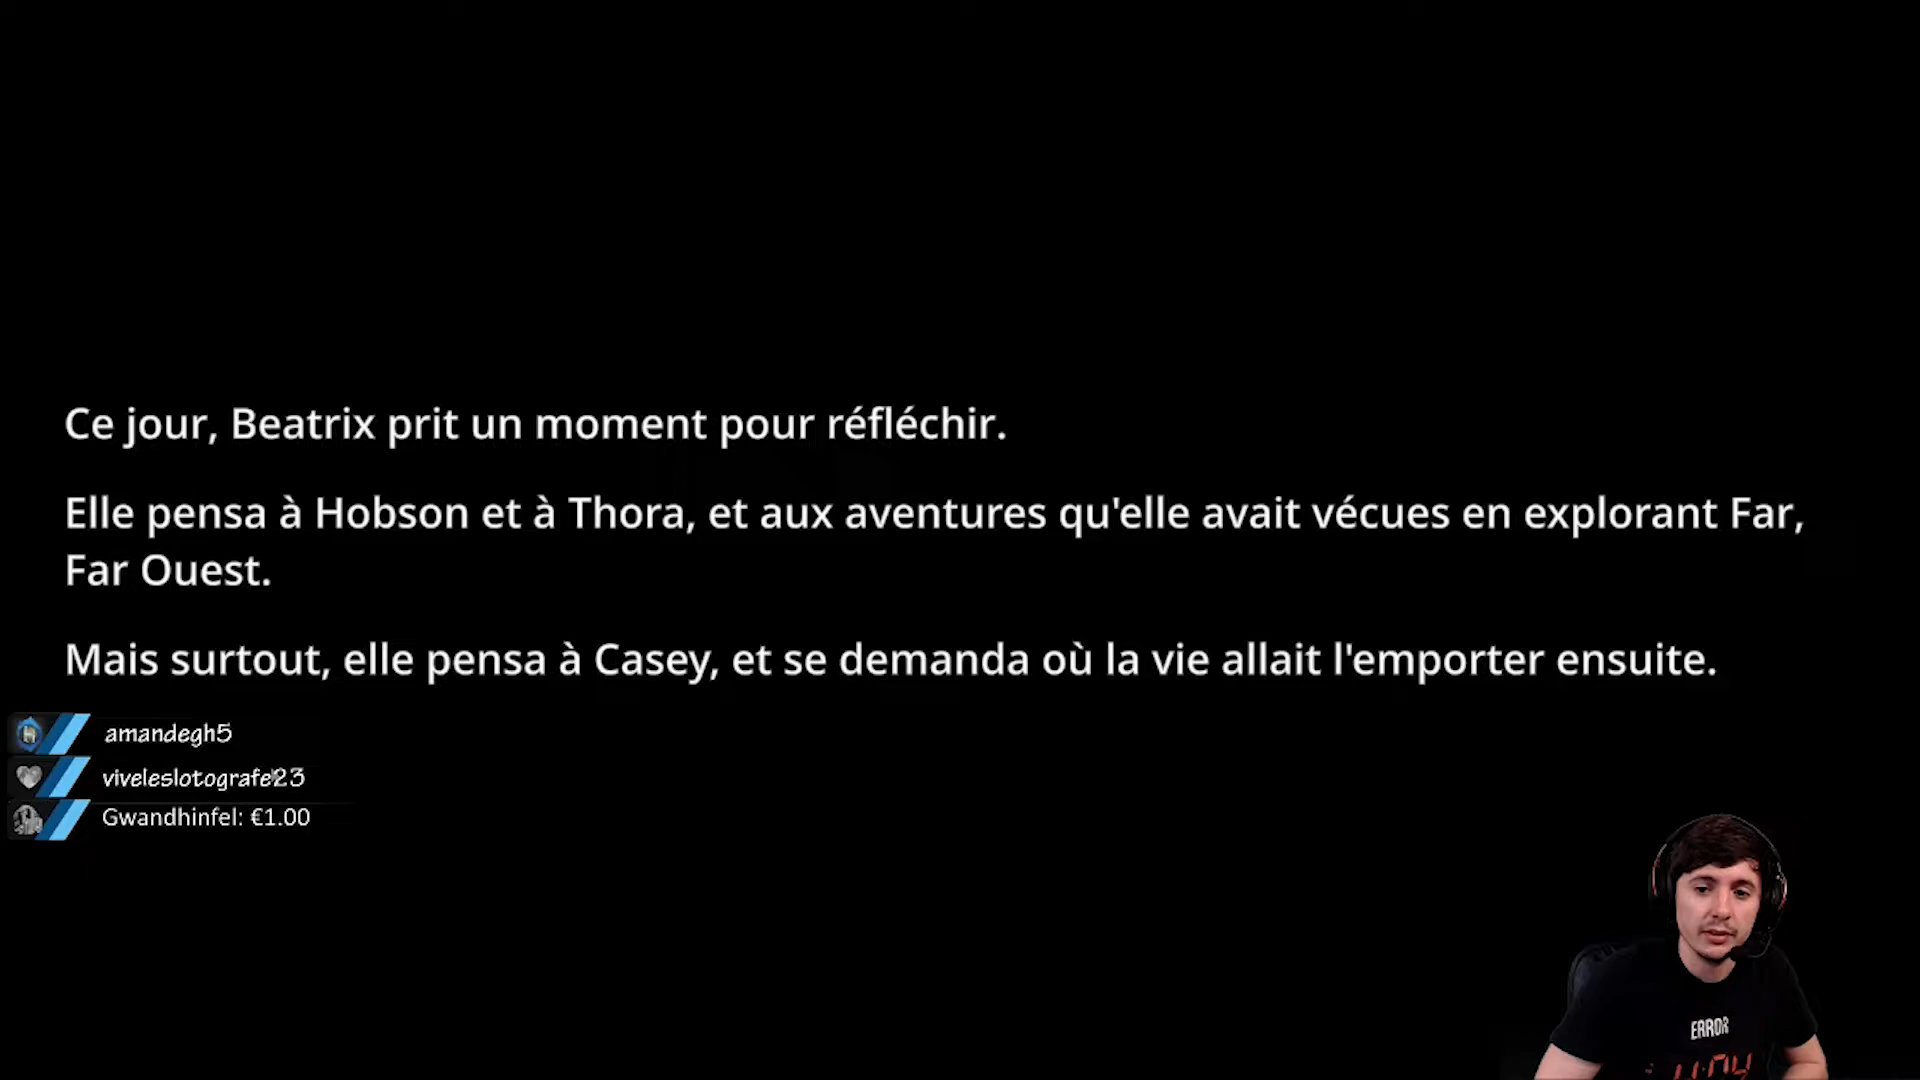 Ce jour, Beatrix prit un moment pour réfléchir.
Elle pensa à Hobson et à Thora, et aux aventures qu'elle avait vécues en explorant Far,
Far Ouest.
Mais surtout, elle pensa à Casey, et se demanda où la vie allait l'emporter ensuite.
amandegh5
viveleslotografe23
Gwandhinfel: €1.00
ERROR